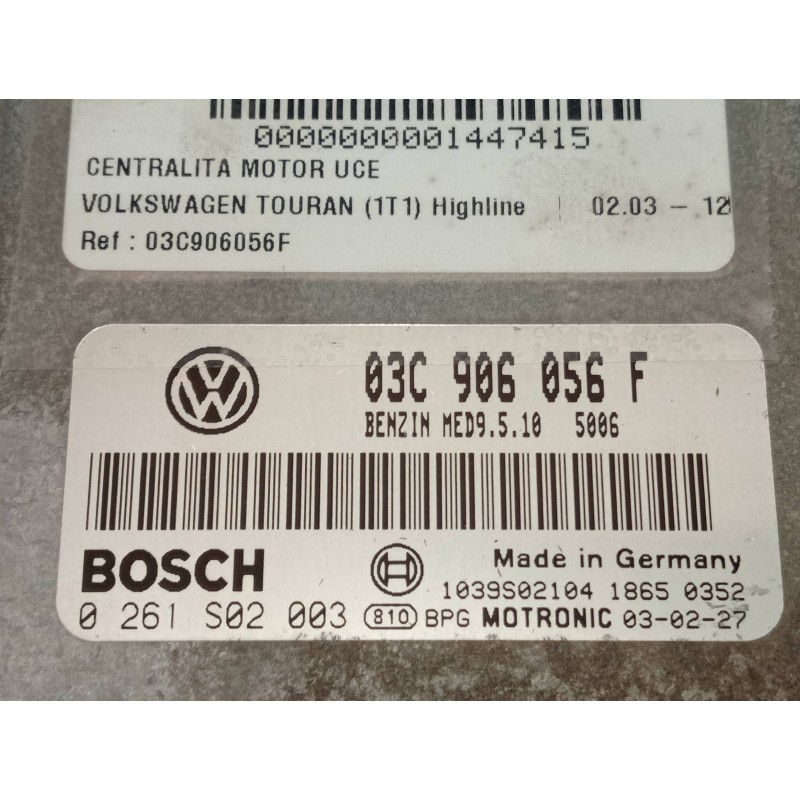 0000000001447415
CENTRALITA MOTOR UCE
VOLKSWAGEN TOURAN (1T1) Highline | 02.03 – 12
Ref : 03C906056F
03C 906 056 F
BENZIN MED9.5.10 5006
BOSCH
Made in Germany
1039S02104 1865 0352
0 261 S02 003 810 BPG MOTRONIC 03-02-27